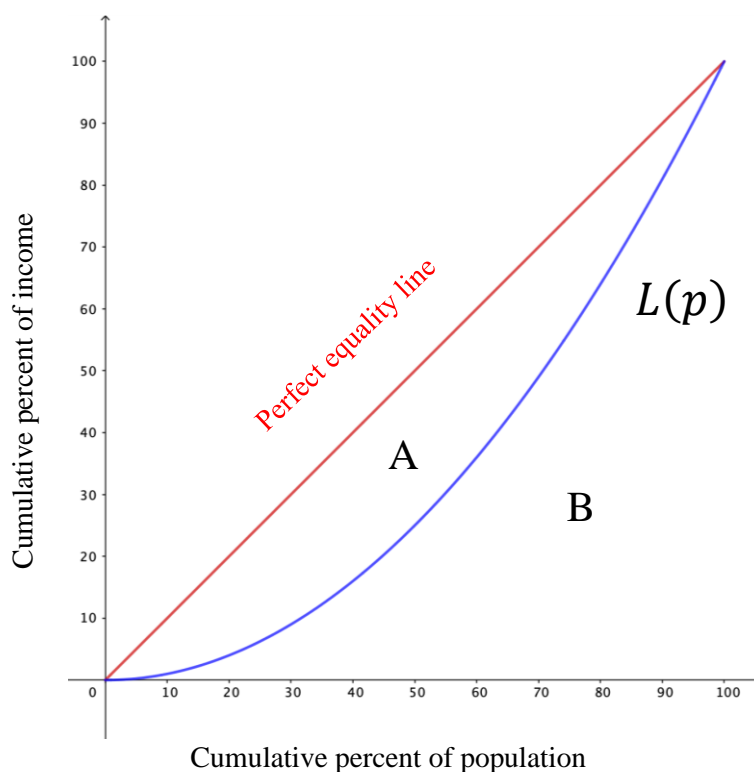 100
90
80
70
60
50
40
30
20
10
0 10 20 30 40 50 60 70 80 90 100
Cumulative percent of income
Perfect equality line
L(p)
A
B
Cumulative percent of population